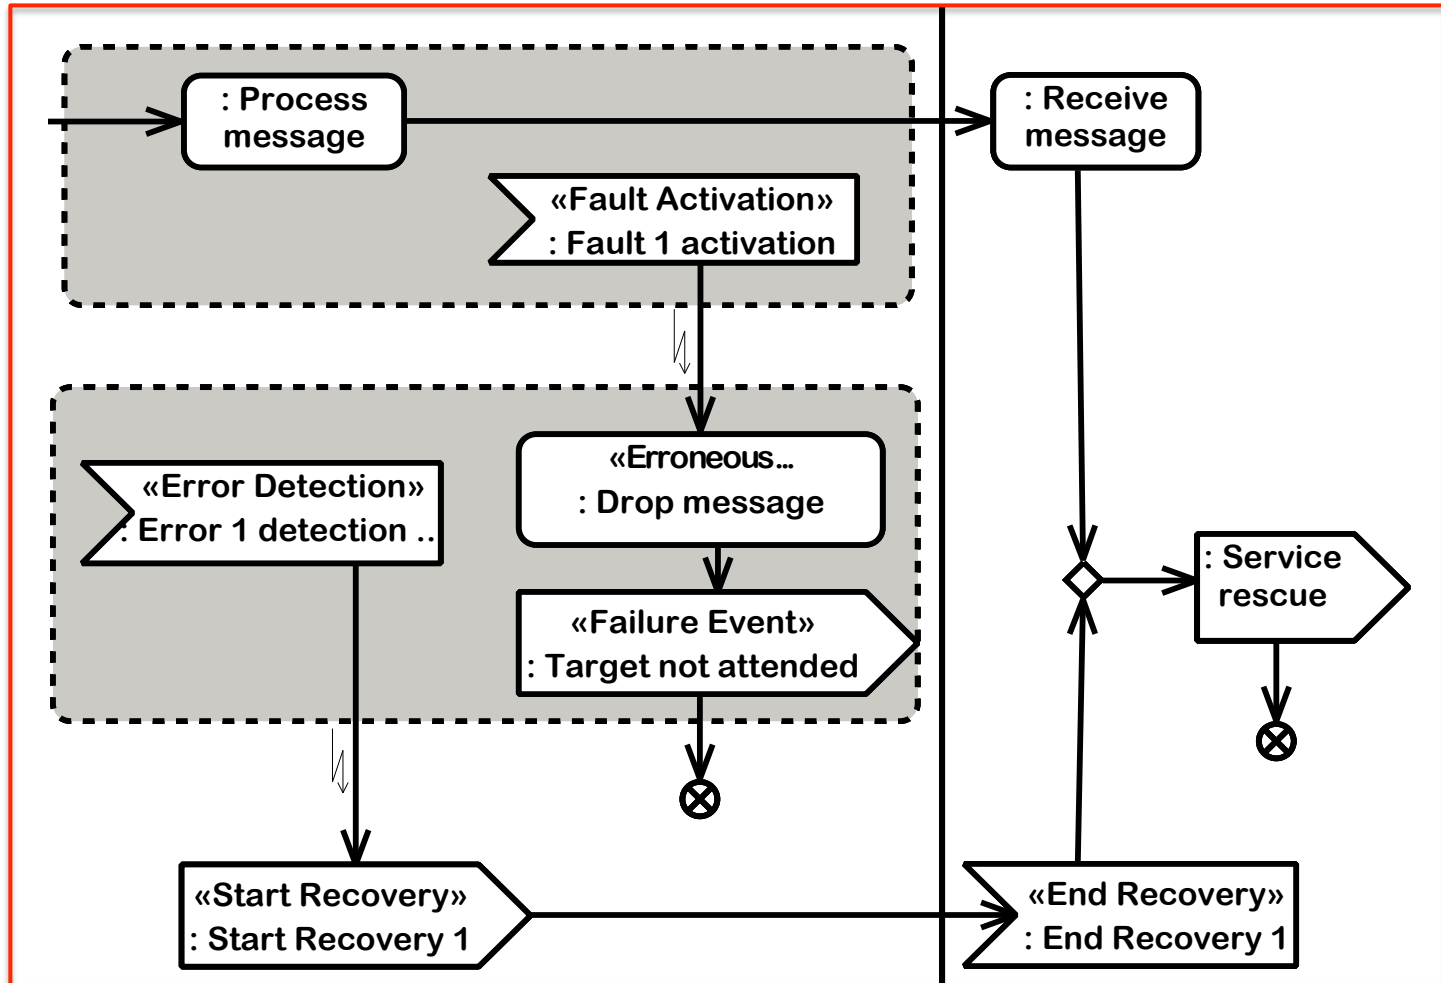 : Process
message
: Receive
message
«Fault Activation»
: Fault 1 activation
«Erroneous...
: Drop message
«Error Detection»
: Error 1 detection ..
: Service
rescue
«Failure Event»
: Target not attended
«Start Recovery»
: Start Recovery 1
«End Recovery»
: End Recovery 1